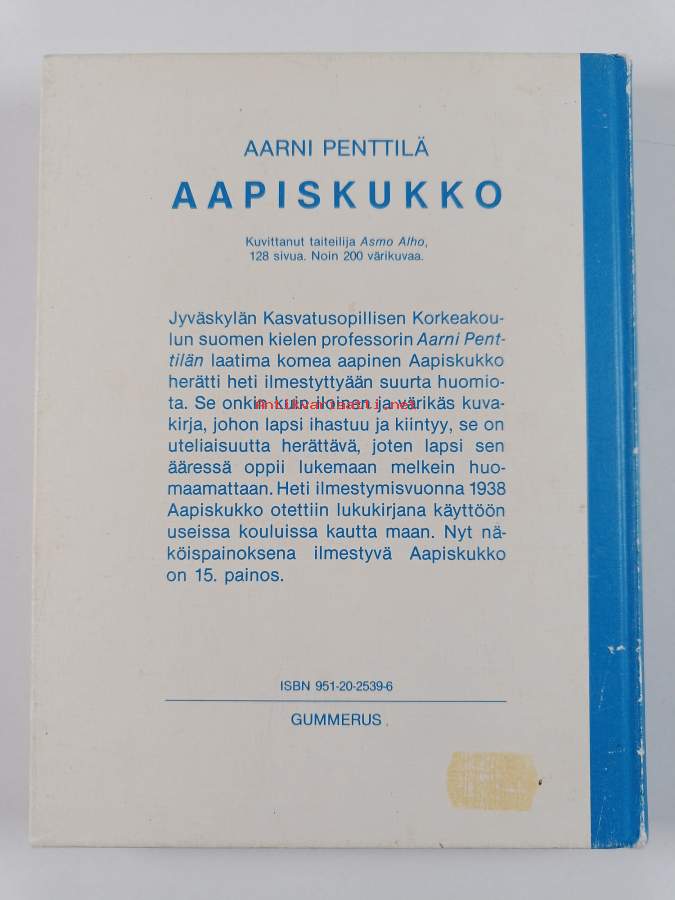 AARNI PENTTILÄ
AAPISKUKKO
Kuvittanut taiteilija Asmo Alho,
128 sivua. Noin 200 värikuvaa.
Jyväskylän Kasvatusopillisen Korkeakou-
lun suomen kielen professorin Aarni Pent-
tilän laatima komea aapinen Aapiskukko
herätti heti ilmestyttyään suurta huomio-
ta. Se onkin kuin iloinen ja värikäs kuva-
kirja, johon lapsi ihastuu ja kiintyy, se on
uteliaisuutta herättävä, joten lapsi sen
ääressä oppii lukemaan melkein huo-
maamattaan. Heti ilmestymisvuonna 1938
Aapiskukko otettiin lukukirjana käyttöön
useissa kouluissa kautta maan. Nyt nä-
köispainoksena ilmestyvä Aapiskukko
on 15. painos.
ISBN 951-20-2539-6
GUMMERUS
antikvariaatti.net